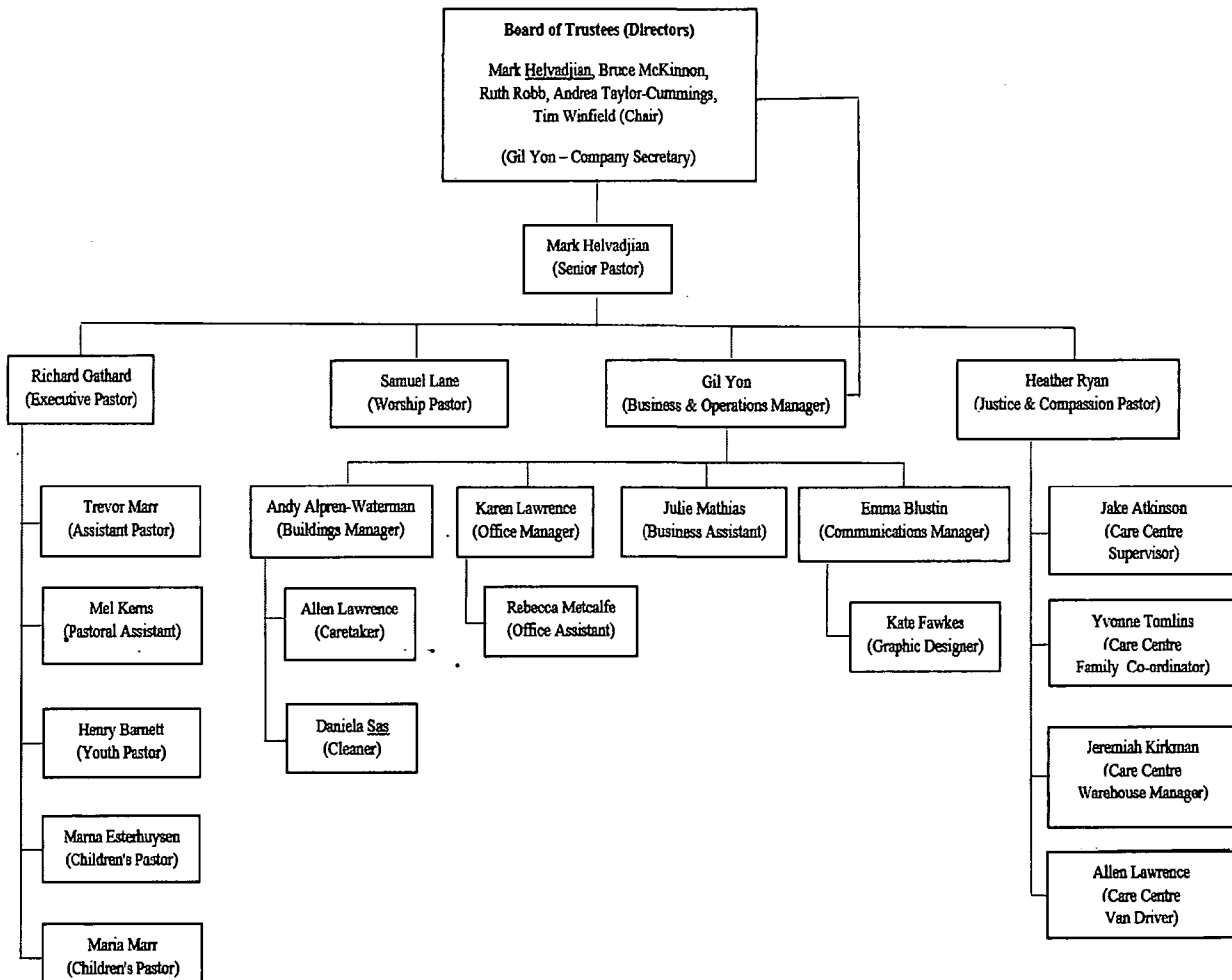 Board of Trustees (Directors)
Mark Helvadjian, Bruce McKinnon,
Ruth Robb, Andrea Taylor-Cummings,
Tim Winfield (Chair)
(Gil Yon – Company Secretary)
Mark Helvadjian
(Senior Pastor)
Richard Gathard
(Executive Pastor)
Samuel Lane
(Worship Pastor)
Gil Yon
(Business & Operations Manager)
Heather Ryan
(Justice & Compassion Pastor)
Trevor Marr
(Assistant Pastor)
Mel Kerns
(Pastoral Assistant)
Henry Barnett
(Youth Pastor)
Marna Esterhuysen
(Children's Pastor)
Maria Marr
(Children's Pastor)
Andy Alpren-Waterman
(Buildings Manager)
Allen Lawrence
(Caretaker)
Daniela Sas
(Cleaner)
Karen Lawrence
(Office Manager)
Rebecca Metcalfe
(Office Assistant)
Julie Mathias
(Business Assistant)
Emma Blustin
(Communications Manager)
Kate Fawkes
(Graphic Designer)
Jake Atkinson
(Care Centre
Supervisor)
Yvonne Tomlins
(Care Centre
Family Co-ordinator)
Jeremiah Kirkman
(Care Centre
Warehouse Manager)
Allen Lawrence
(Care Centre
Van Driver)